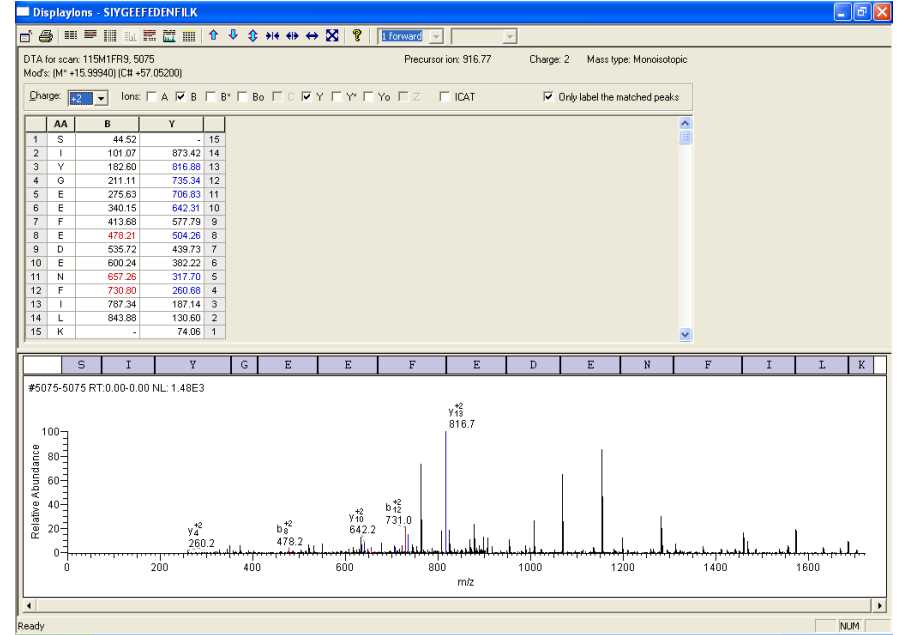 DisplayIons - SIYGEEFEDENFILK
1 forward
DTA for scan: 115M1FR9, 5075 Precursor ion: 916.77 Charge: 2 Mass type: Monoisotopic
Mod's: (M* +15.99940) (C# +57.05200)
Charge: +2 Ions: A B B* Bo C Y Y* Yo Z ICAT Only label the matched peaks
AA B Y
1 S 44.52 - 15
2 I 101.07 873.42 14
3 Y 182.60 816.88 13
4 G 211.11 735.34 12
5 E 275.63 706.83 11
6 E 340.15 642.31 10
7 F 413.68 577.79 9
8 E 478.21 504.26 8
9 D 535.72 439.73 7
10 E 600.24 382.22 6
11 N 657.26 317.70 5
12 F 730.80 260.68 4
13 I 787.34 187.14 3
14 L 843.88 130.60 2
15 K - 74.06 1
S I Y G E E F E D E N F I L K
#5075-5075 RT:0.00-0.00 NL: 1.48E3
y13+2
816.7
b12+2
731.0
y10+2
642.2
b8+2
478.2
y4+2
260.2
Relative Abundance
100
80
60
40
20
0
0 200 400 600 800 1000 1200 1400 1600
m/z
Ready NUM